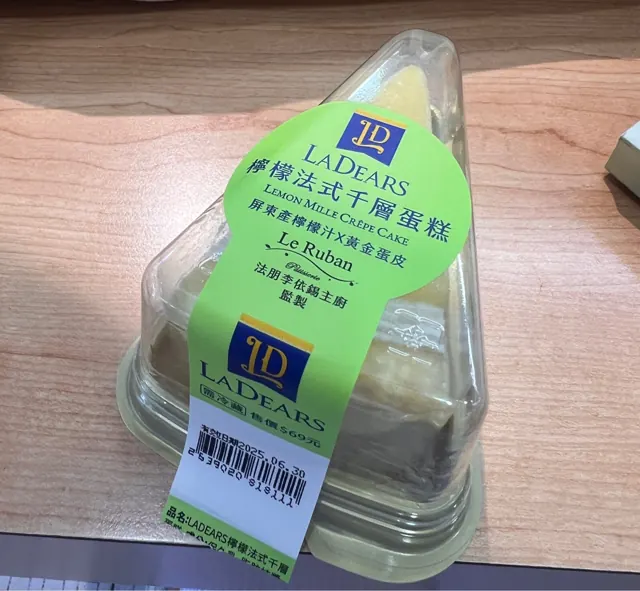 LD
LADEARS
檸檬法式千層蛋糕
LEMON MILLE CRÊPE CAKE
屏東產檸檬汁X黃金蛋皮
Le Ruban
Pâtisserie
法朋李依錫主廚
監製
LD
LADEARS
需冷藏 售價$69元
有效日期2025.06.30
品名:LADEARS檸檬法式千層